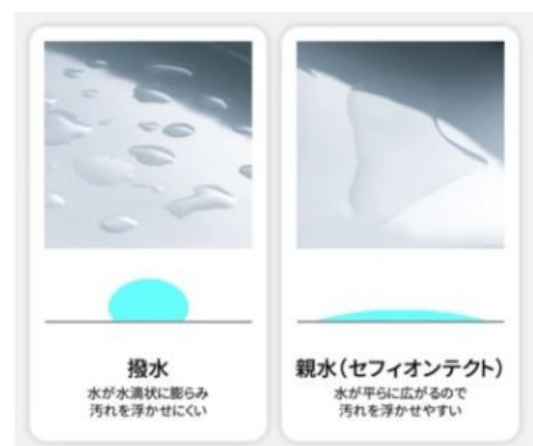 撥水
水が水滴状に膨らみ
汚れを浮かせにくい
親水(セフィオンテクト)
水が平らに広がるので
汚れを浮かせやすい